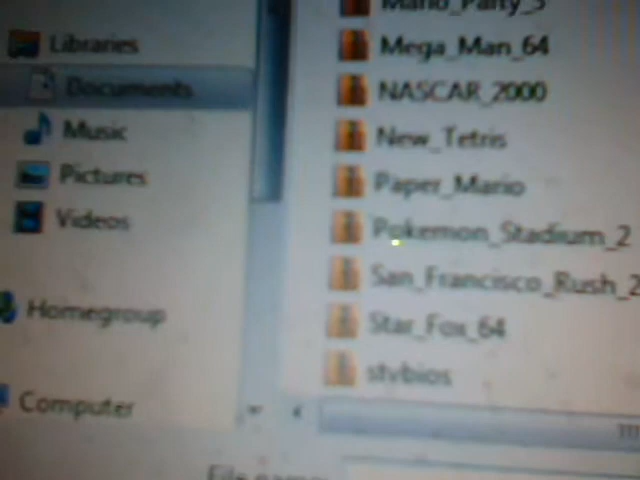 Libraries
Documents
Music
Pictures
Videos
Homegroup
Computer
Mario_Party_3
Mega_Man_64
NASCAR_2000
New_Tetris
Paper_Mario
Pokemon_Stadium_2
San_Francisco_Rush_2
Star_Fox_64
stvbios
File name